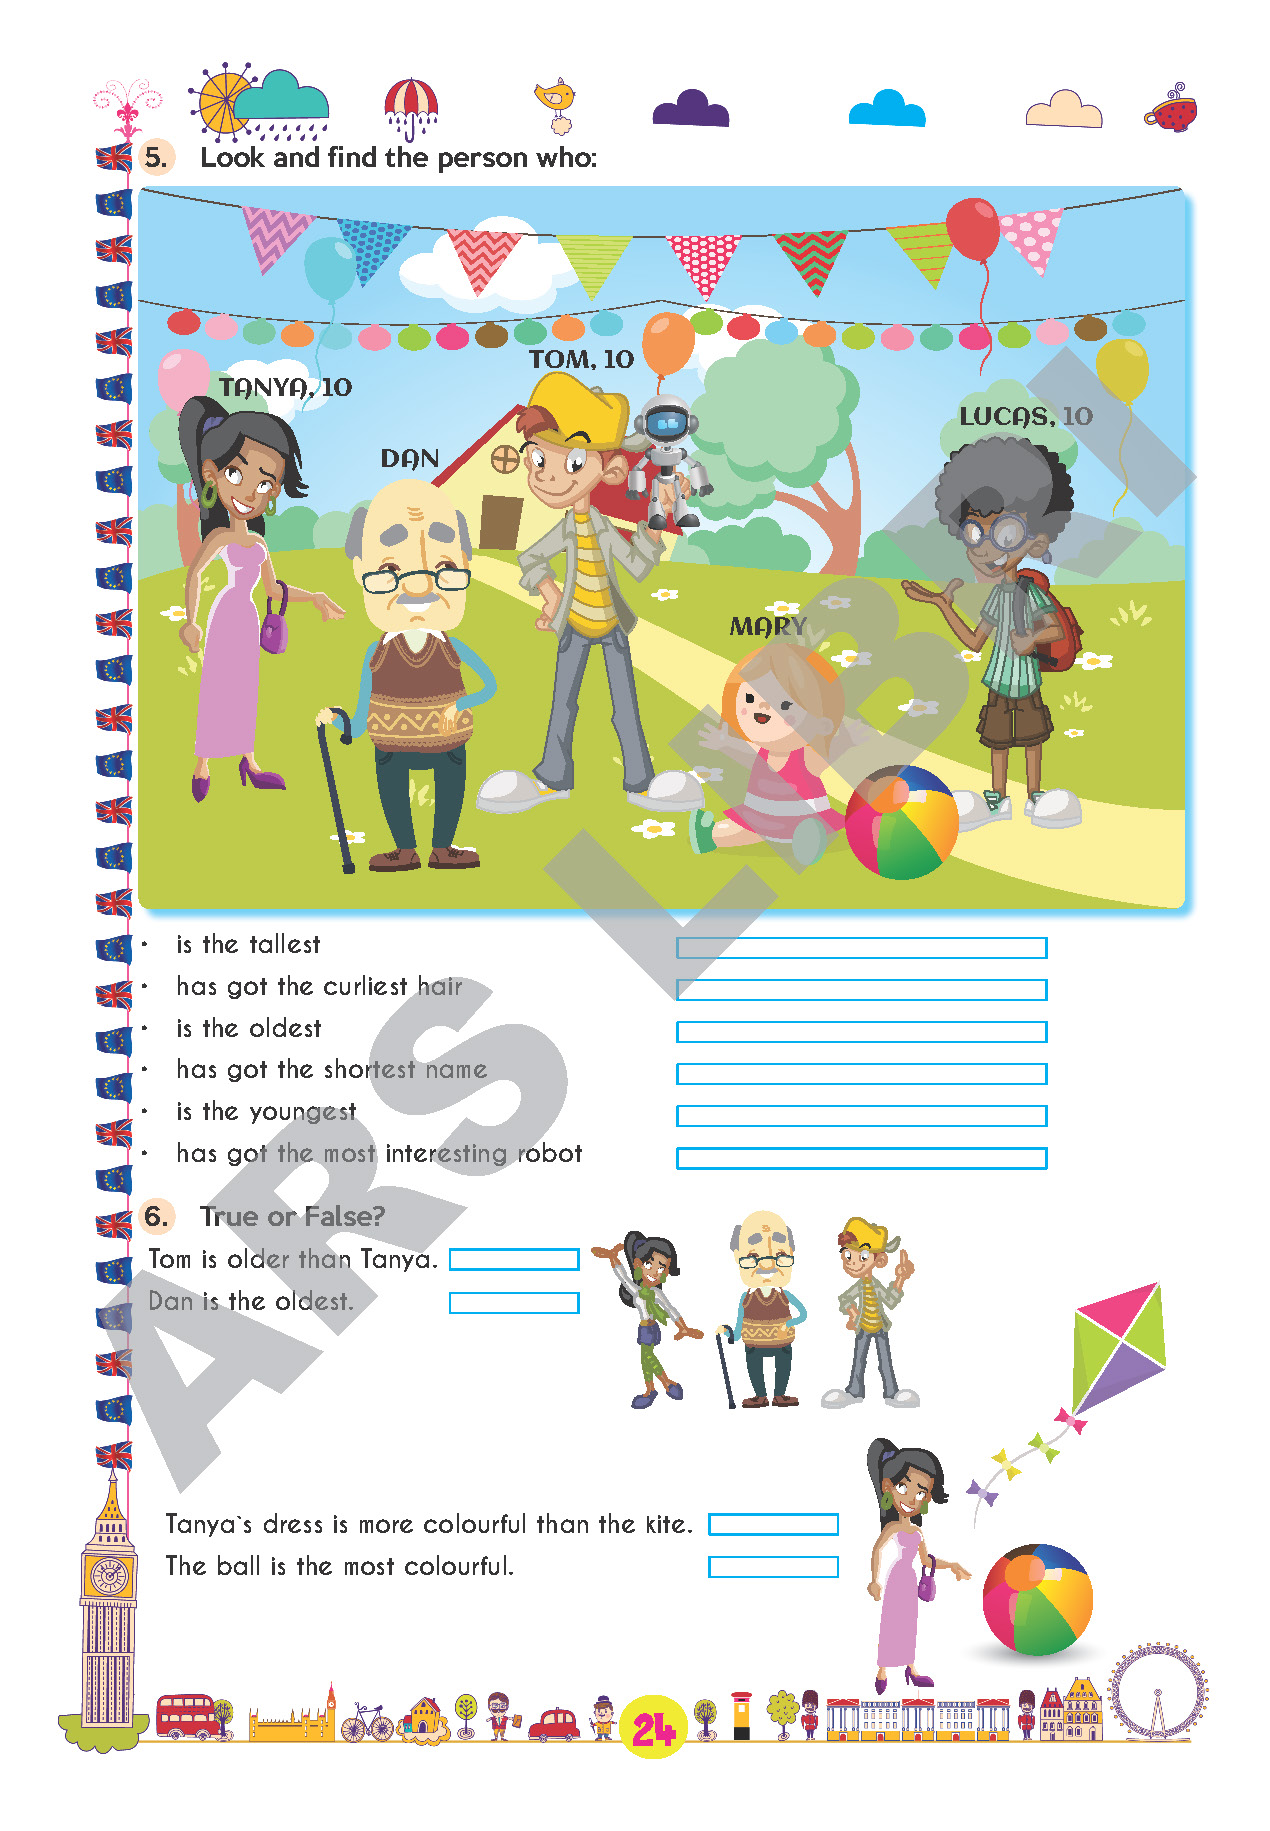 5. Look and find the person who:
TOM, 10
TANYA, 10
LUCAS, 10
DAN
MARY
• is the tallest
• has got the curliest hair
• is the oldest
• has got the shortest name
• is the youngest
• has got the most interesting robot
6. True or False?
Tom is older than Tanya.
Dan is the oldest.
Tanya`s dress is more colourful than the kite.
The ball is the most colourful.
24
ARS LIBRI